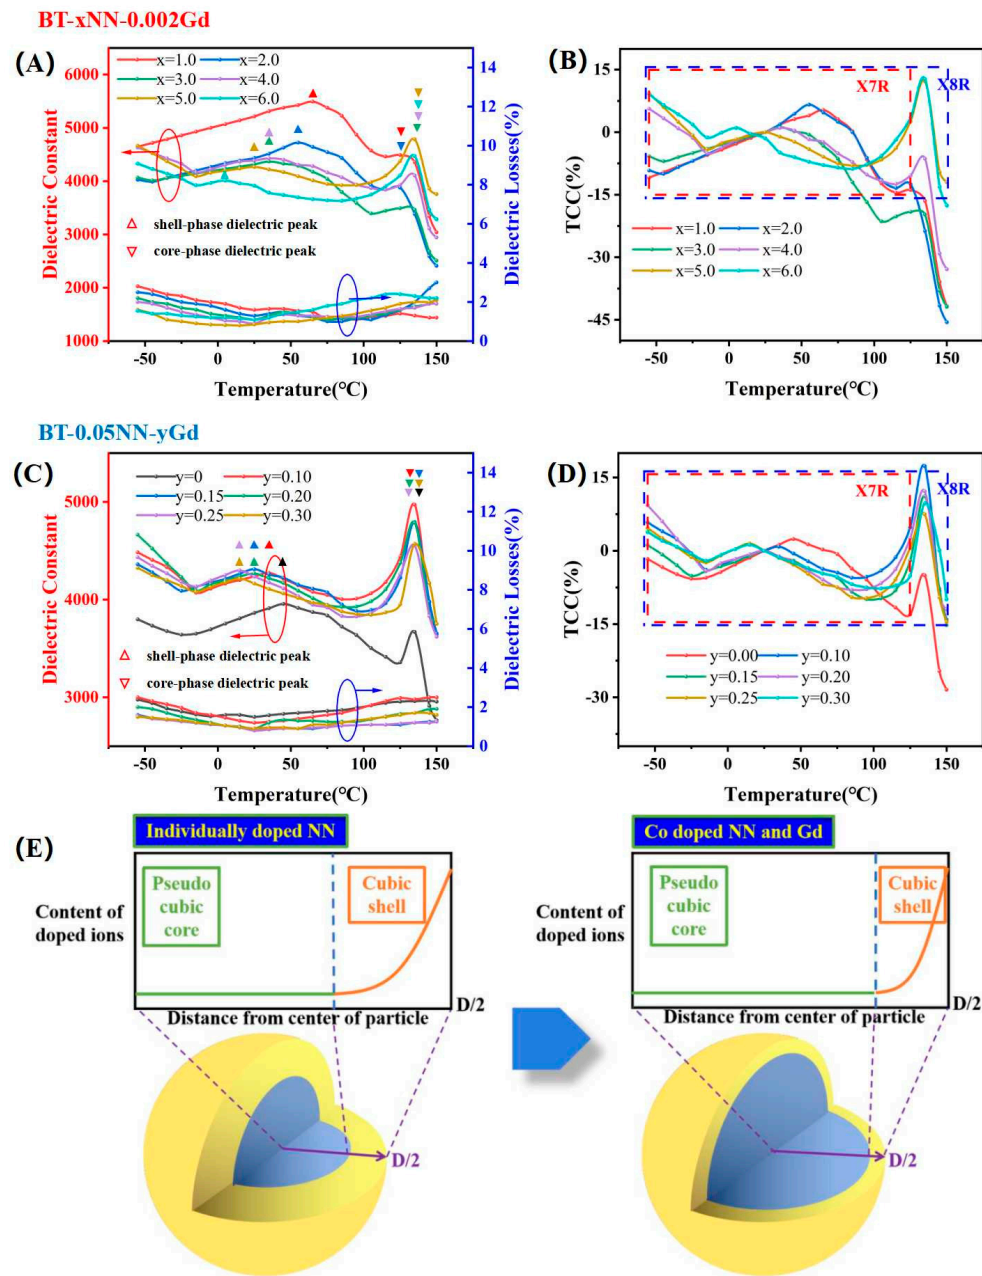 BT-xNN-0.002Gd
(A)
x=1.0 x=2.0
x=3.0 x=4.0
x=5.0 x=6.0
6000
5000
4000
3000
2000
1000
Dielectric Constant
14
12
10
8
6
4
2
0
Dielectric Losses(%)
shell-phase dielectric peak
core-phase dielectric peak
-50 0 50 100 150
Temperature(°C)
(B)
X7R X8R
15
0
-15
-30
-45
TCC(%)
x=1.0 x=2.0
x=3.0 x=4.0
x=5.0 x=6.0
-50 0 50 100 150
Temperature(°C)
BT-0.05NN-yGd
(C)
y=0 y=0.10
y=0.15 y=0.20
y=0.25 y=0.30
5000
4000
3000
Dielectric Constant
14
12
10
8
6
4
2
0
Dielectric Losses(%)
shell-phase dielectric peak
core-phase dielectric peak
-50 0 50 100 150
Temperature(°C)
(D)
X7R X8R
15
0
-15
-30
TCC(%)
y=0.00 y=0.10
y=0.15 y=0.20
y=0.25 y=0.30
-50 0 50 100 150
Temperature(°C)
(E)
Individually doped NN
Pseudo
cubic
core
Cubic
shell
Content of
doped ions
D/2
Distance from center of particle
D/2
Co doped NN and Gd
Pseudo
cubic
core
Cubic
shell
Content of
doped ions
D/2
Distance from center of particle
D/2